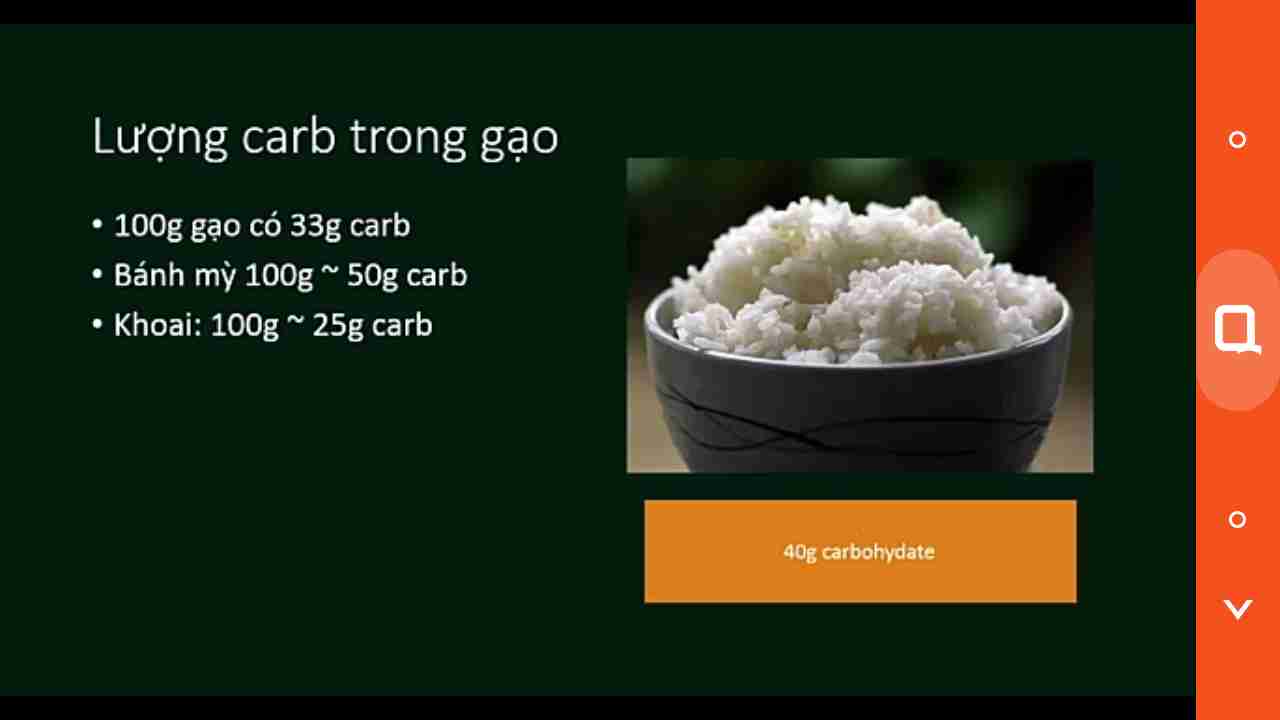 Lượng carb trong gạo
• 100g gạo có 33g carb
• Bánh mỳ 100g ~ 50g carb
• Khoai: 100g ~ 25g carb
40g carbohydate